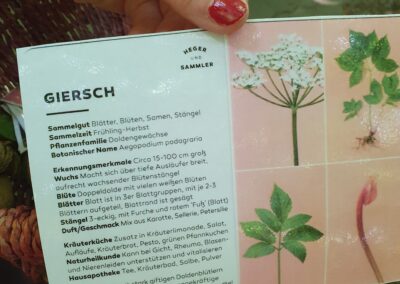 HEGER
UND
SAMMLER
GIERSCH
Sammelgut Blätter, Blüten, Samen, Stängel
Sammelzeit Frühling-Herbst
Pflanzenfamilie Doldengewächse
Botanischer Name Aegopodium podagraria
Erkennungsmerkmale Circa 15-100 cm groß
Wuchs Macht sich über tiefe Ausläufer breit,
aufrecht wachsender Blütenstängel
Blüte Doppeldolde mit vielen weißen Blüten
Blätter Blatt ist in 3er Blattgruppen, mit je 2-3
Blättern aufgeteilt, Blattrand ist gesägt
Stängel 3-eckig, mit Furche und rotem 'Fuß' (Blatt)
Duft/Geschmack Mix aus Karotte, Sellerie, Petersilie
Kräuterküche Zusatz in Kräuterlimonade, Salat,
Aufläufe, Kräuterbrot, Pesto, grünen Pfannkuchen
Naturheilkunde Kann bei Gicht, Rheuma, Blasen-
und Nierenleiden unterstützen und vitalisieren
Hausapotheke Tee, Kräuterbad, Salbe, Pulver
stark giftigen Doldenblütlern